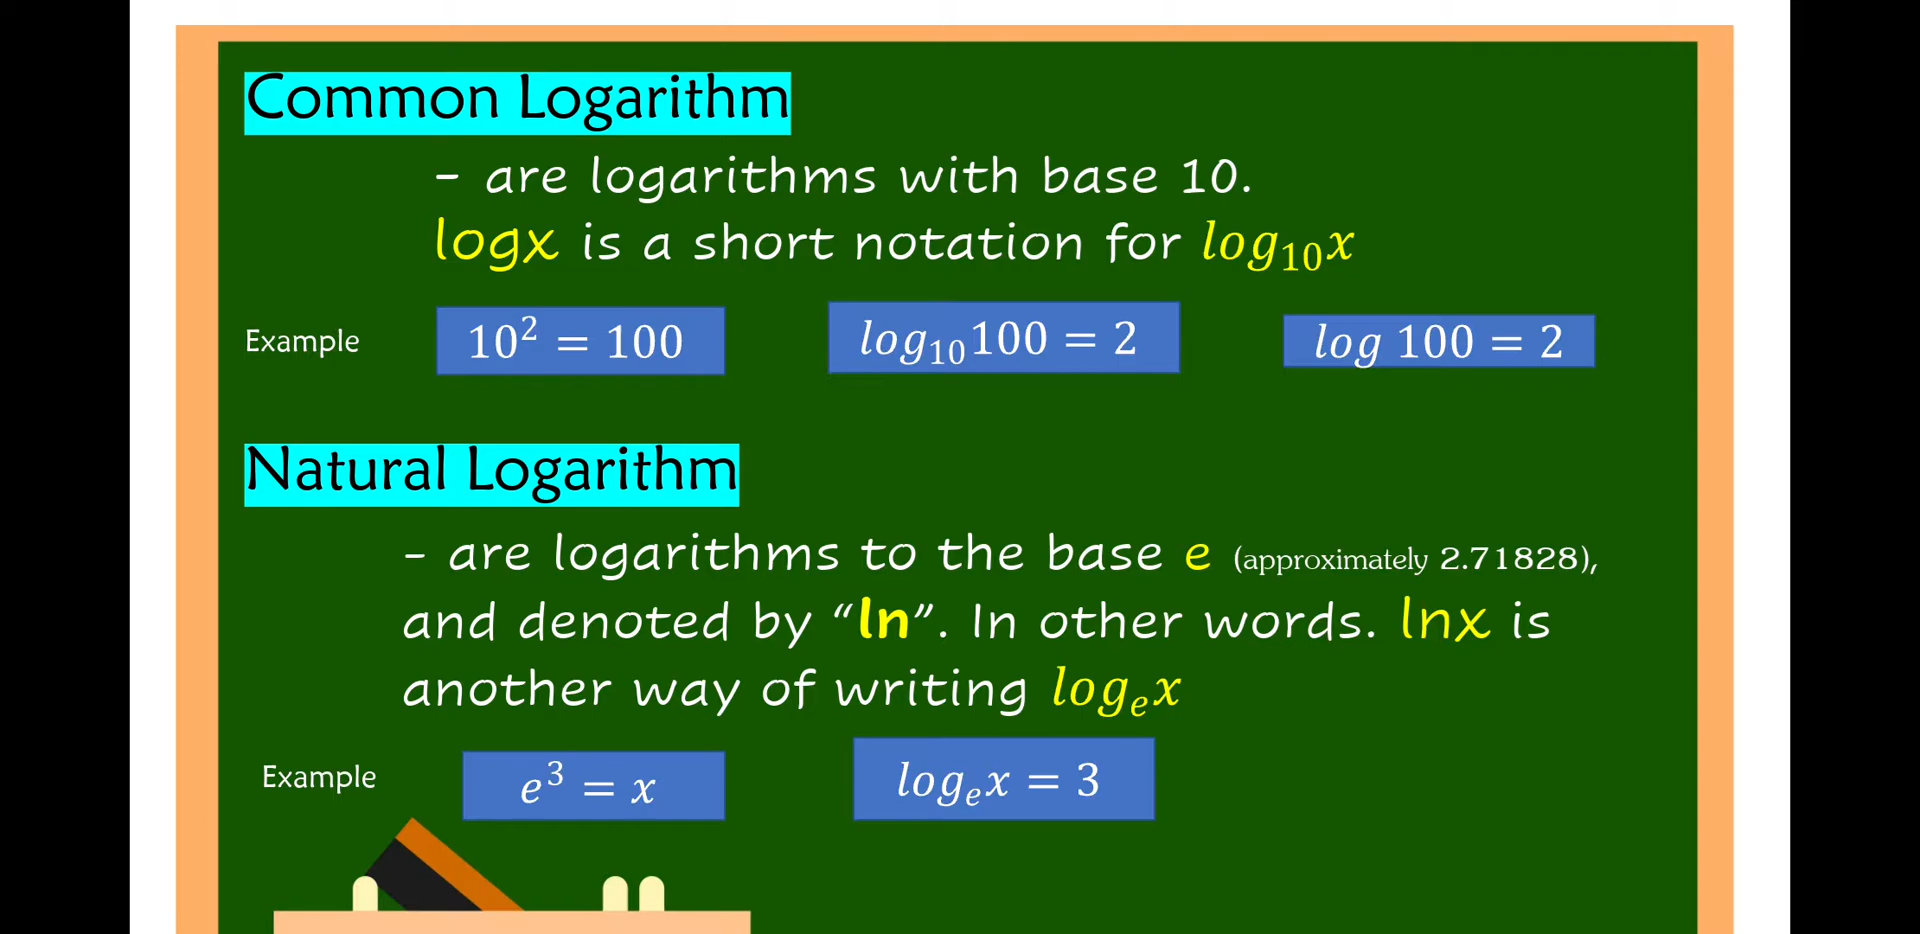 Common Logarithm
- are logarithms with base 10.
logx is a short notation for log₁₀x
Example 10² = 100 log₁₀100 = 2 log 100 = 2
Natural Logarithm
- are logarithms to the base e (approximately 2.71828),
and denoted by “ln”. In other words. lnx is
another way of writing logₑx
Example e³ = x logₑx = 3